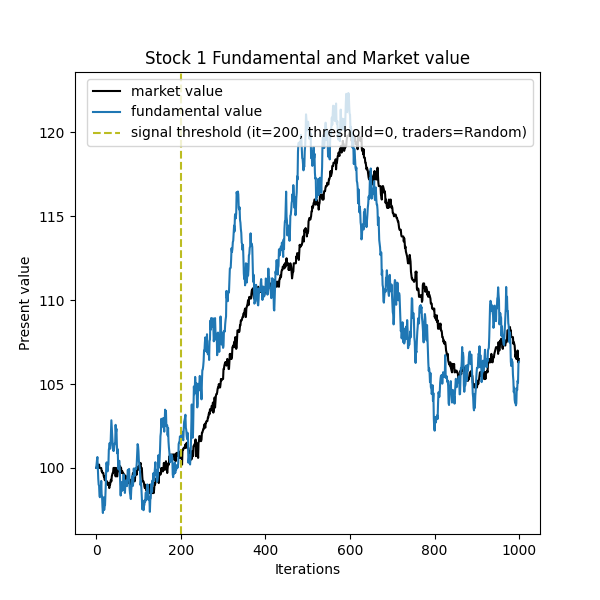 Stock 1 Fundamental and Market value
market value
fundamental value
signal threshold (it=200, threshold=0, traders=Random)
120
115
110
105
100
Present value
0 200 400 600 800 1000
Iterations